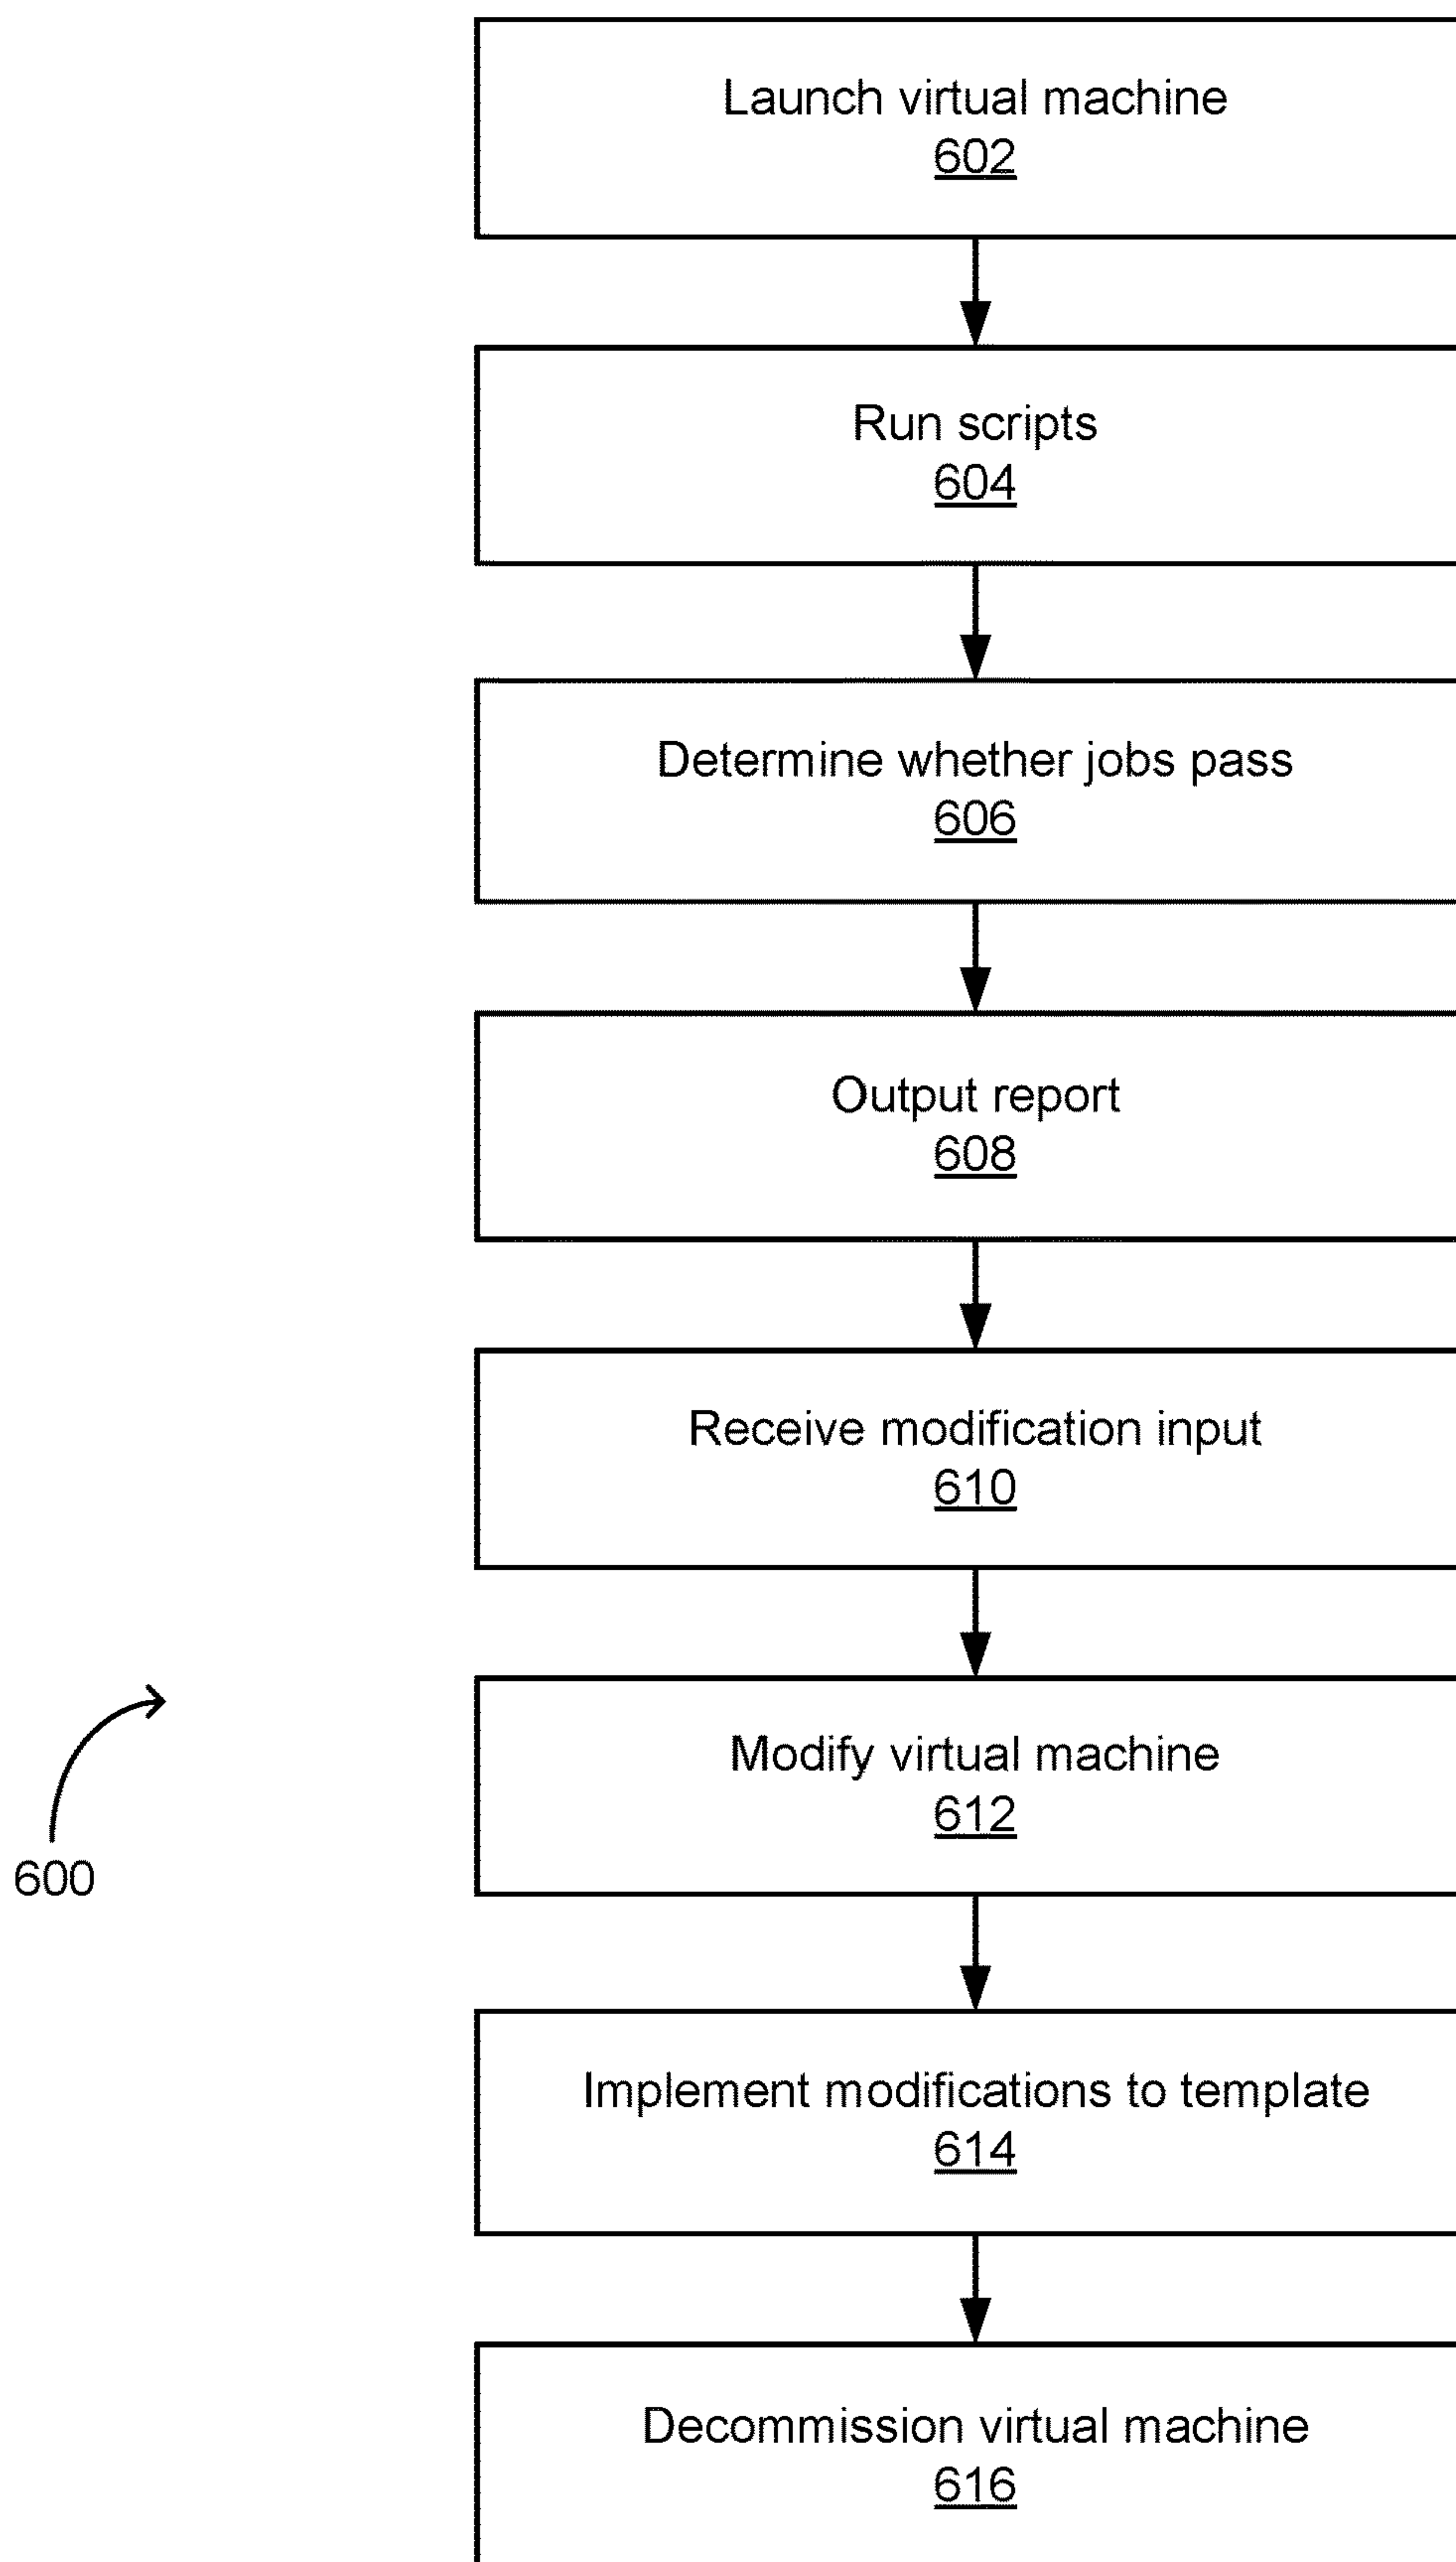 Launch virtual machine
602
Run scripts
604
Determine whether jobs pass
606
Output report
608
Receive modification input
610
Modify virtual machine
612
600
Implement modifications to template
614
Decommission virtual machine
616